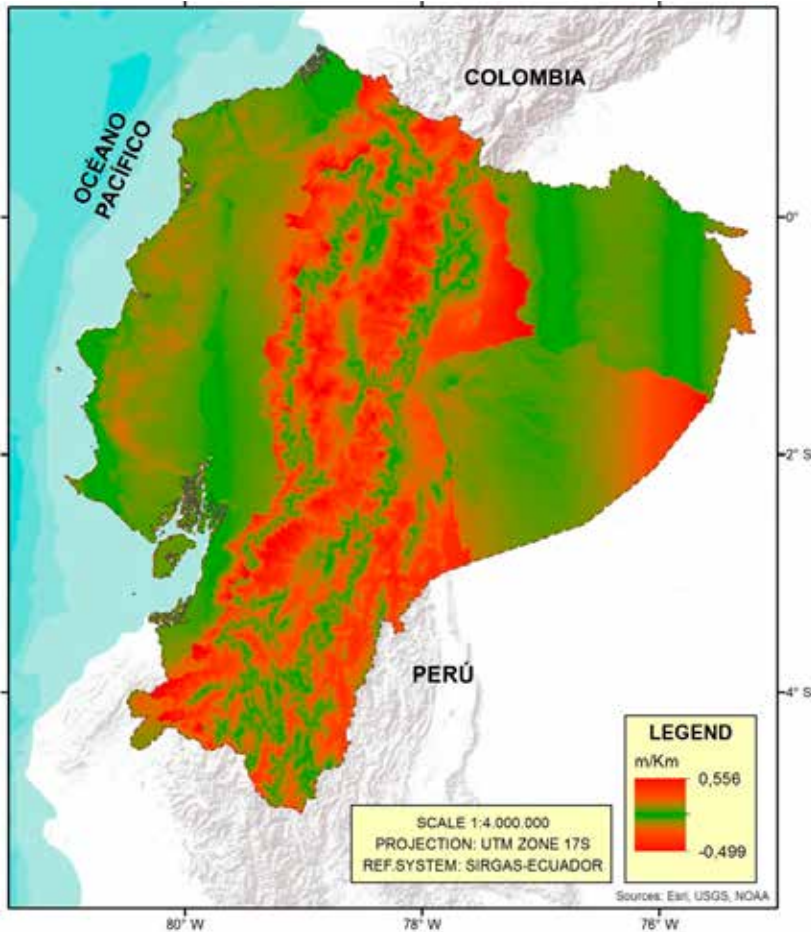 COLOMBIA
OCÉANO
PACÍFICO
0°
2° S
PERÚ
4° S
LEGEND
m/Km
0,556
-0,499
SCALE 1:4.000.000
PROJECTION: UTM ZONE 17S
REF.SYSTEM: SIRGAS-ECUADOR
Sources: Esri, USGS, NOAA
80° W
78° W
76° W